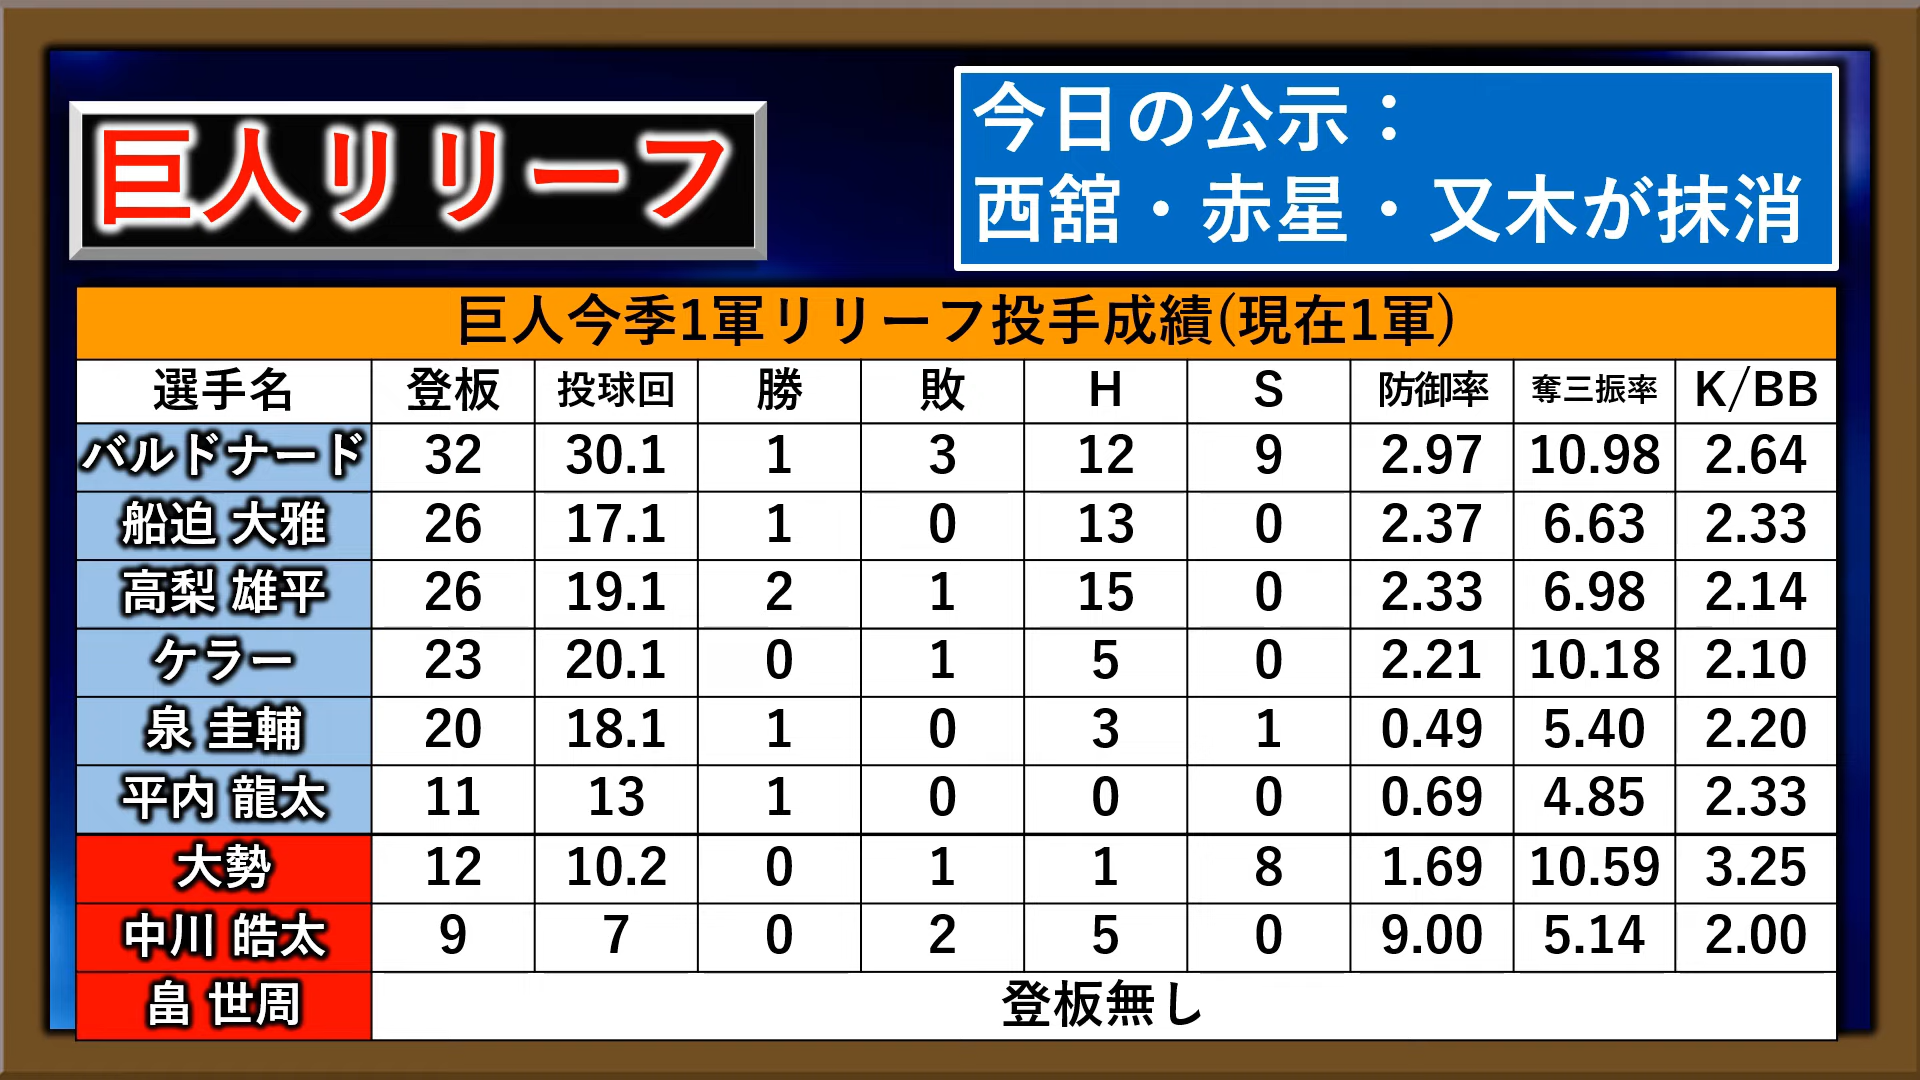 巨人リリーフ
今日の公示：
西舘・赤星・又木が抹消
巨人今季1軍リリーフ投手成績(現在1軍)
選手名 登板 投球回 勝 敗 H S 防御率 奪三振率 K/BB
バルドナード 32 30.1 1 3 12 9 2.97 10.98 2.64
船迫 大雅 26 17.1 1 0 13 0 2.37 6.63 2.33
高梨 雄平 26 19.1 2 1 15 0 2.33 6.98 2.14
ケラー 23 20.1 0 1 5 0 2.21 10.18 2.10
泉 圭輔 20 18.1 1 0 3 1 0.49 5.40 2.20
平内 龍太 11 13 1 0 0 0 0.69 4.85 2.33
大勢 12 10.2 0 1 1 8 1.69 10.59 3.25
中川 皓太 9 7 0 2 5 0 9.00 5.14 2.00
畠 世周 登板無し